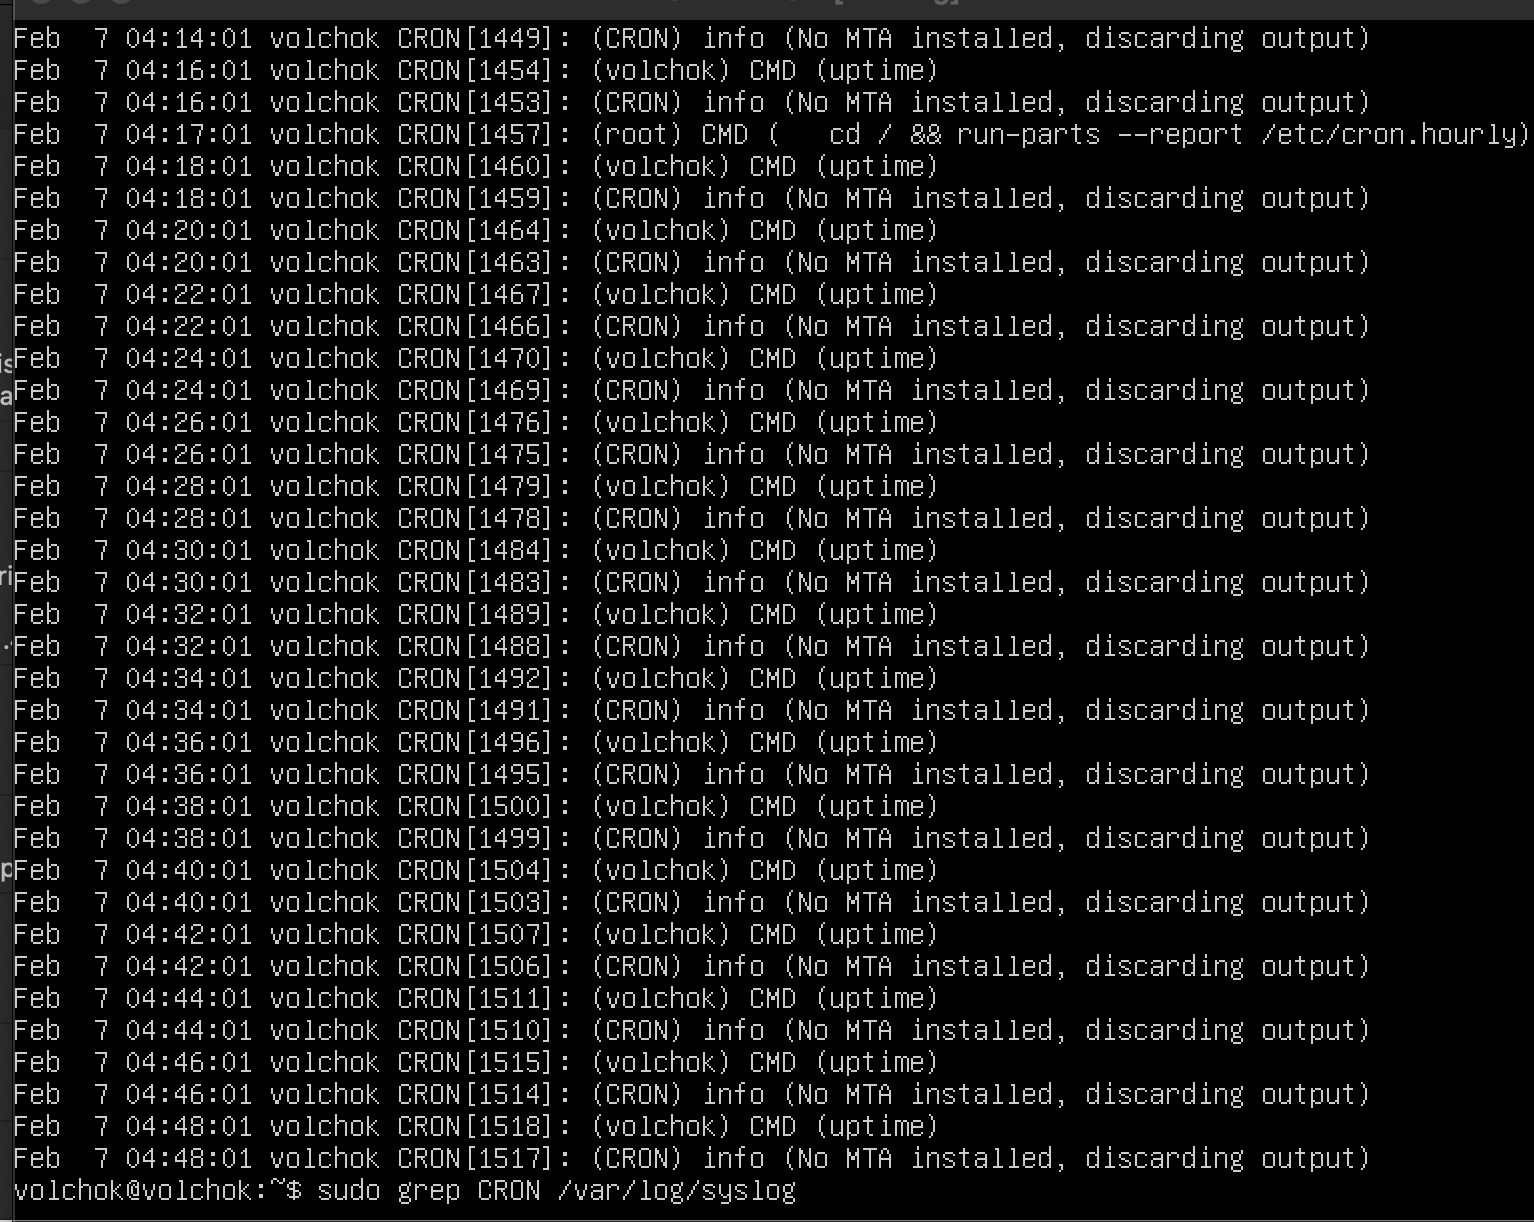 Feb  7 04:14:01 volchok CRON[1449]: (CRON) info (No MTA installed, discarding output)
Feb  7 04:16:01 volchok CRON[1454]: (volchok) CMD (uptime)
Feb  7 04:16:01 volchok CRON[1453]: (CRON) info (No MTA installed, discarding output)
Feb  7 04:17:01 volchok CRON[1457]: (root) CMD (   cd / && run-parts --report /etc/cron.hourly)
Feb  7 04:18:01 volchok CRON[1460]: (volchok) CMD (uptime)
Feb  7 04:18:01 volchok CRON[1459]: (CRON) info (No MTA installed, discarding output)
Feb  7 04:20:01 volchok CRON[1464]: (volchok) CMD (uptime)
Feb  7 04:20:01 volchok CRON[1463]: (CRON) info (No MTA installed, discarding output)
Feb  7 04:22:01 volchok CRON[1467]: (volchok) CMD (uptime)
Feb  7 04:22:01 volchok CRON[1466]: (CRON) info (No MTA installed, discarding output)
Feb  7 04:24:01 volchok CRON[1470]: (volchok) CMD (uptime)
Feb  7 04:24:01 volchok CRON[1469]: (CRON) info (No MTA installed, discarding output)
Feb  7 04:26:01 volchok CRON[1476]: (volchok) CMD (uptime)
Feb  7 04:26:01 volchok CRON[1475]: (CRON) info (No MTA installed, discarding output)
Feb  7 04:28:01 volchok CRON[1479]: (volchok) CMD (uptime)
Feb  7 04:28:01 volchok CRON[1478]: (CRON) info (No MTA installed, discarding output)
Feb  7 04:30:01 volchok CRON[1484]: (volchok) CMD (uptime)
Feb  7 04:30:01 volchok CRON[1483]: (CRON) info (No MTA installed, discarding output)
Feb  7 04:32:01 volchok CRON[1489]: (volchok) CMD (uptime)
Feb  7 04:32:01 volchok CRON[1488]: (CRON) info (No MTA installed, discarding output)
Feb  7 04:34:01 volchok CRON[1492]: (volchok) CMD (uptime)
Feb  7 04:34:01 volchok CRON[1491]: (CRON) info (No MTA installed, discarding output)
Feb  7 04:36:01 volchok CRON[1496]: (volchok) CMD (uptime)
Feb  7 04:36:01 volchok CRON[1495]: (CRON) info (No MTA installed, discarding output)
Feb  7 04:38:01 volchok CRON[1500]: (volchok) CMD (uptime)
Feb  7 04:38:01 volchok CRON[1499]: (CRON) info (No MTA installed, discarding output)
Feb  7 04:40:01 volchok CRON[1504]: (volchok) CMD (uptime)
Feb  7 04:40:01 volchok CRON[1503]: (CRON) info (No MTA installed, discarding output)
Feb  7 04:42:01 volchok CRON[1507]: (volchok) CMD (uptime)
Feb  7 04:42:01 volchok CRON[1506]: (CRON) info (No MTA installed, discarding output)
Feb  7 04:44:01 volchok CRON[1511]: (volchok) CMD (uptime)
Feb  7 04:44:01 volchok CRON[1510]: (CRON) info (No MTA installed, discarding output)
Feb  7 04:46:01 volchok CRON[1515]: (volchok) CMD (uptime)
Feb  7 04:46:01 volchok CRON[1514]: (CRON) info (No MTA installed, discarding output)
Feb  7 04:48:01 volchok CRON[1518]: (volchok) CMD (uptime)
Feb  7 04:48:01 volchok CRON[1517]: (CRON) info (No MTA installed, discarding output)
volchok@volchok:~$ sudo grep CRON /var/log/syslog